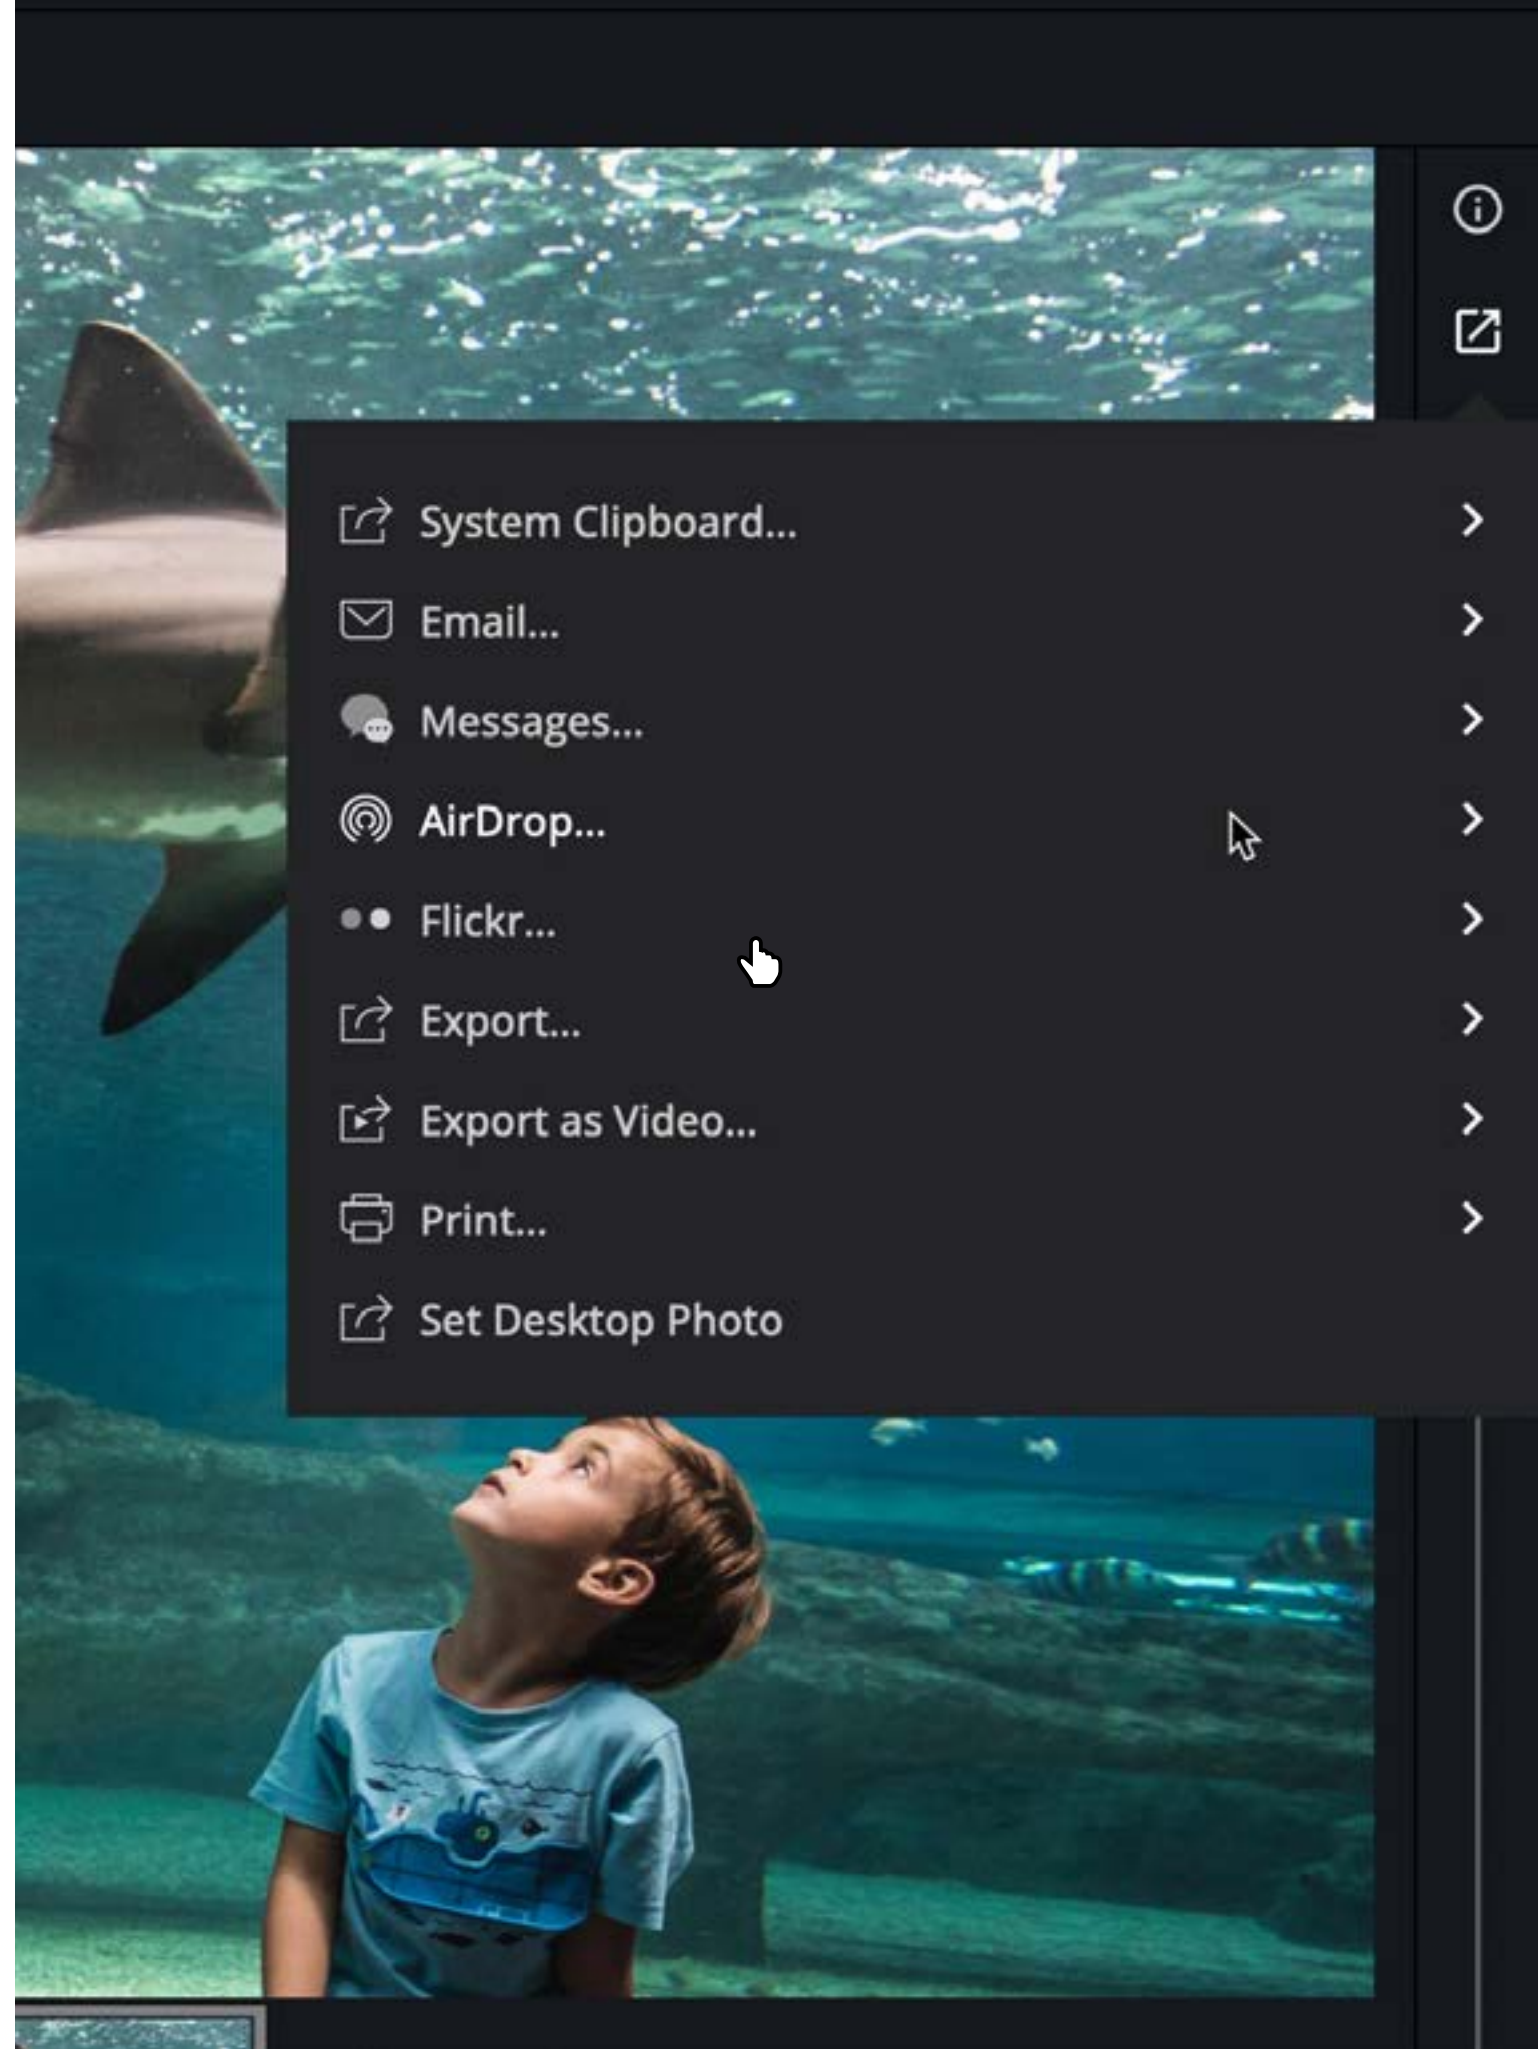 System Clipboard...
Email...
Messages...
AirDrop...
Flickr...
Export...
Export as Video...
Print...
Set Desktop Photo